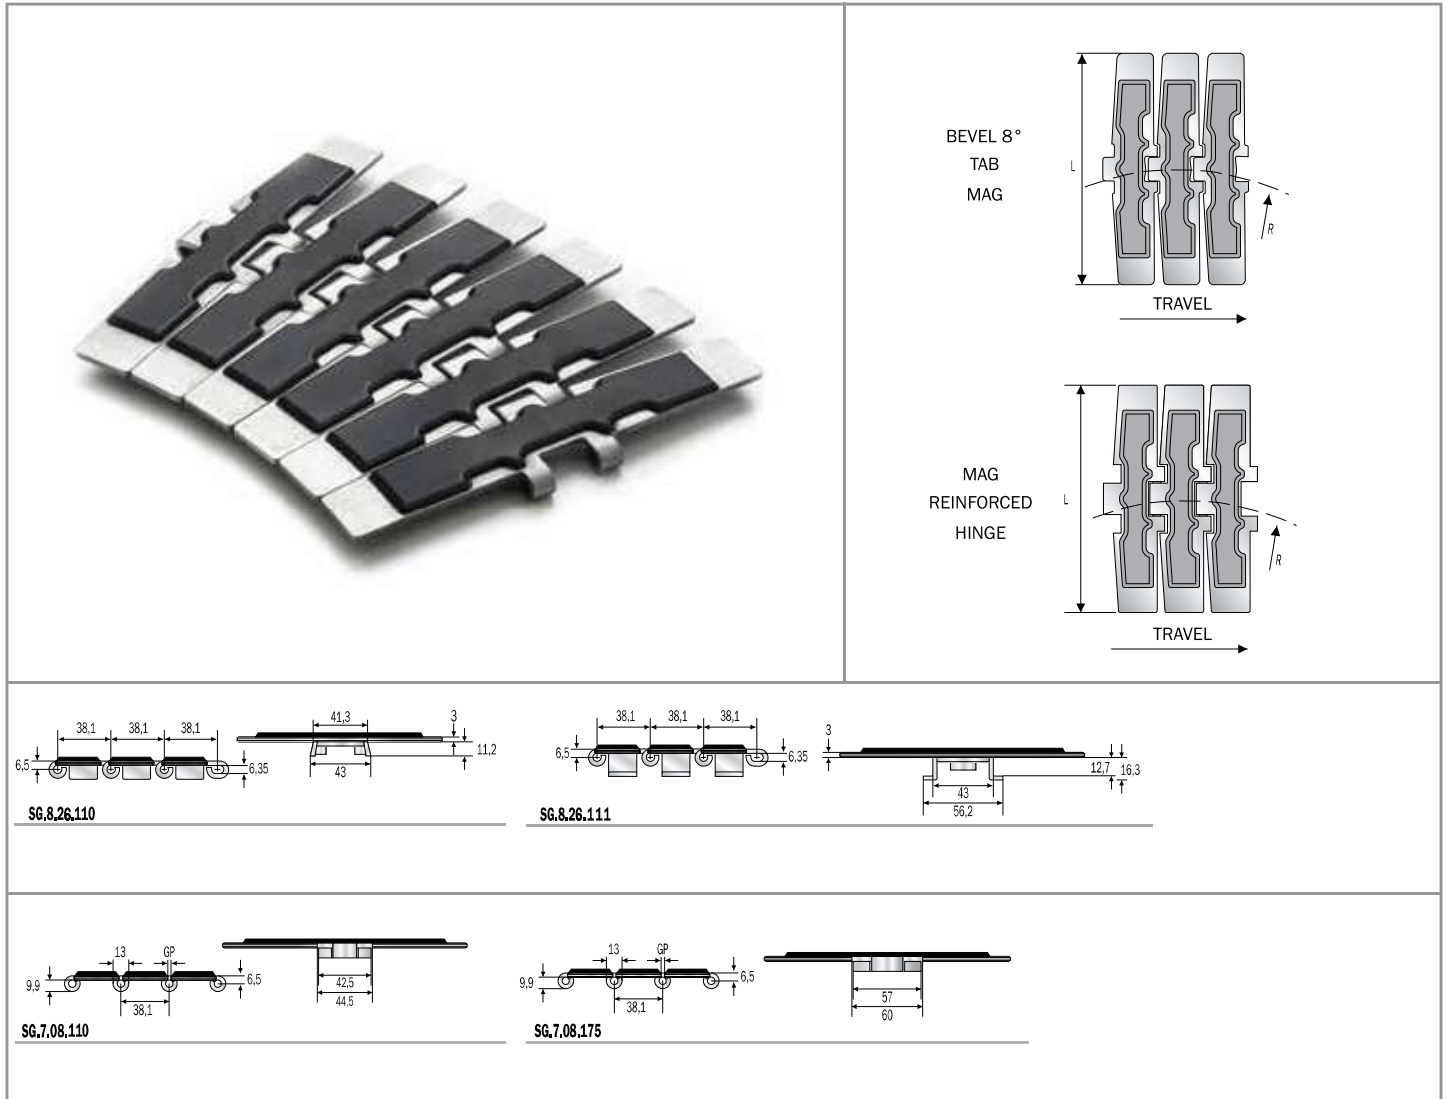 BEVEL 8°
TAB
MAG
L
R
TRAVEL
MAG
REINFORCED
HINGE
L
R
TRAVEL
38,1 38,1 38,1
6,5
6,35
41,3
3
11,2
43
SG.8.26.110
38,1 38,1 38,1
6,5
6,35
3
12,7
16,3
43
56,2
SG.8.26.111
13 GP
9,9
6,5
38,1
42,5
44.5
SG.7.08.110
13 GP
9,9
6,5
38,1
57
60
SG.7.08.175